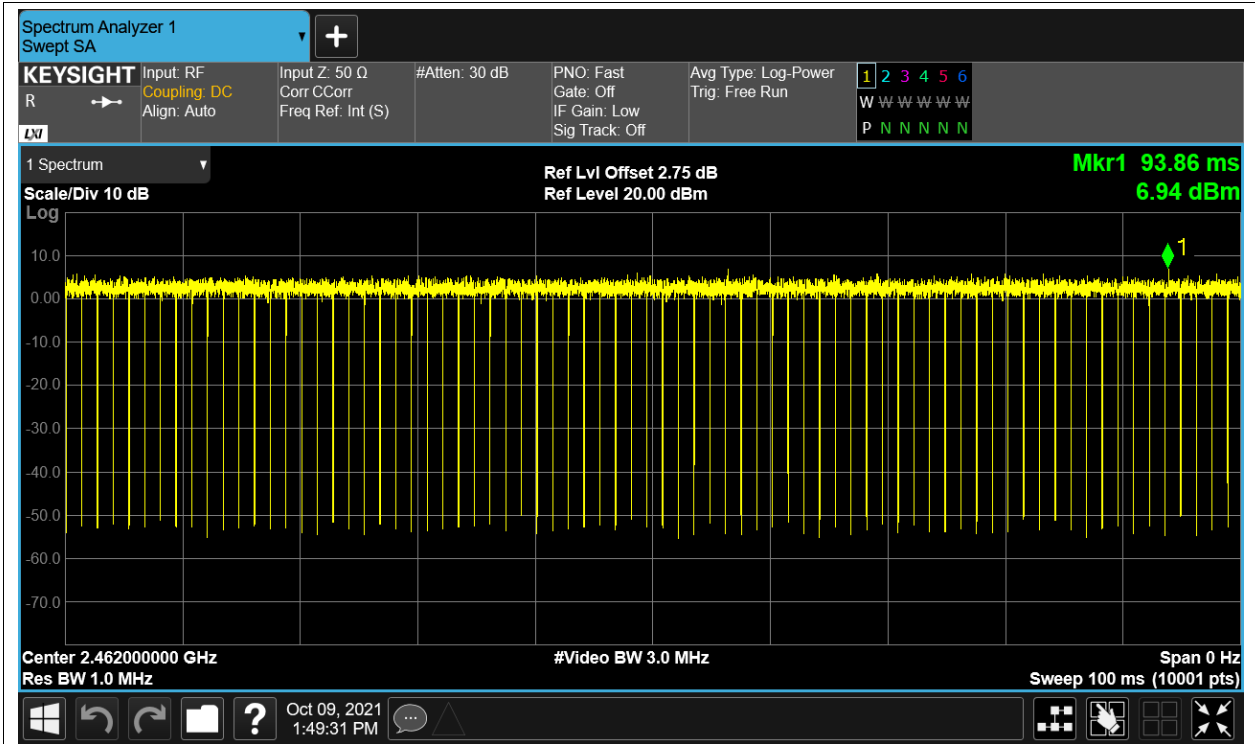 Spectrum Analyzer 1
Swept SA
KEYSIGHT
R
LXI
Input: RF
Coupling: DC
Align: Auto
Input Z: 50 Ω
Corr CCorr
Freq Ref: Int (S)
#Atten: 30 dB
PNO: Fast
Gate: Off
IF Gain: Low
Sig Track: Off
Avg Type: Log-Power
Trig: Free Run
1 2 3 4 5 6
W W W W W W
P N N N N N
1 Spectrum
Scale/Div 10 dB
Log
Ref Lvl Offset 2.75 dB
Ref Level 20.00 dBm
Mkr1 93.86 ms
6.94 dBm
1
10.0
0.00
-10.0
-20.0
-30.0
-40.0
-50.0
-60.0
-70.0
Center 2.462000000 GHz
#Video BW 3.0 MHz
Span 0 Hz
Res BW 1.0 MHz
Sweep 100 ms (10001 pts)
?
Oct 09, 2021
1:49:31 PM